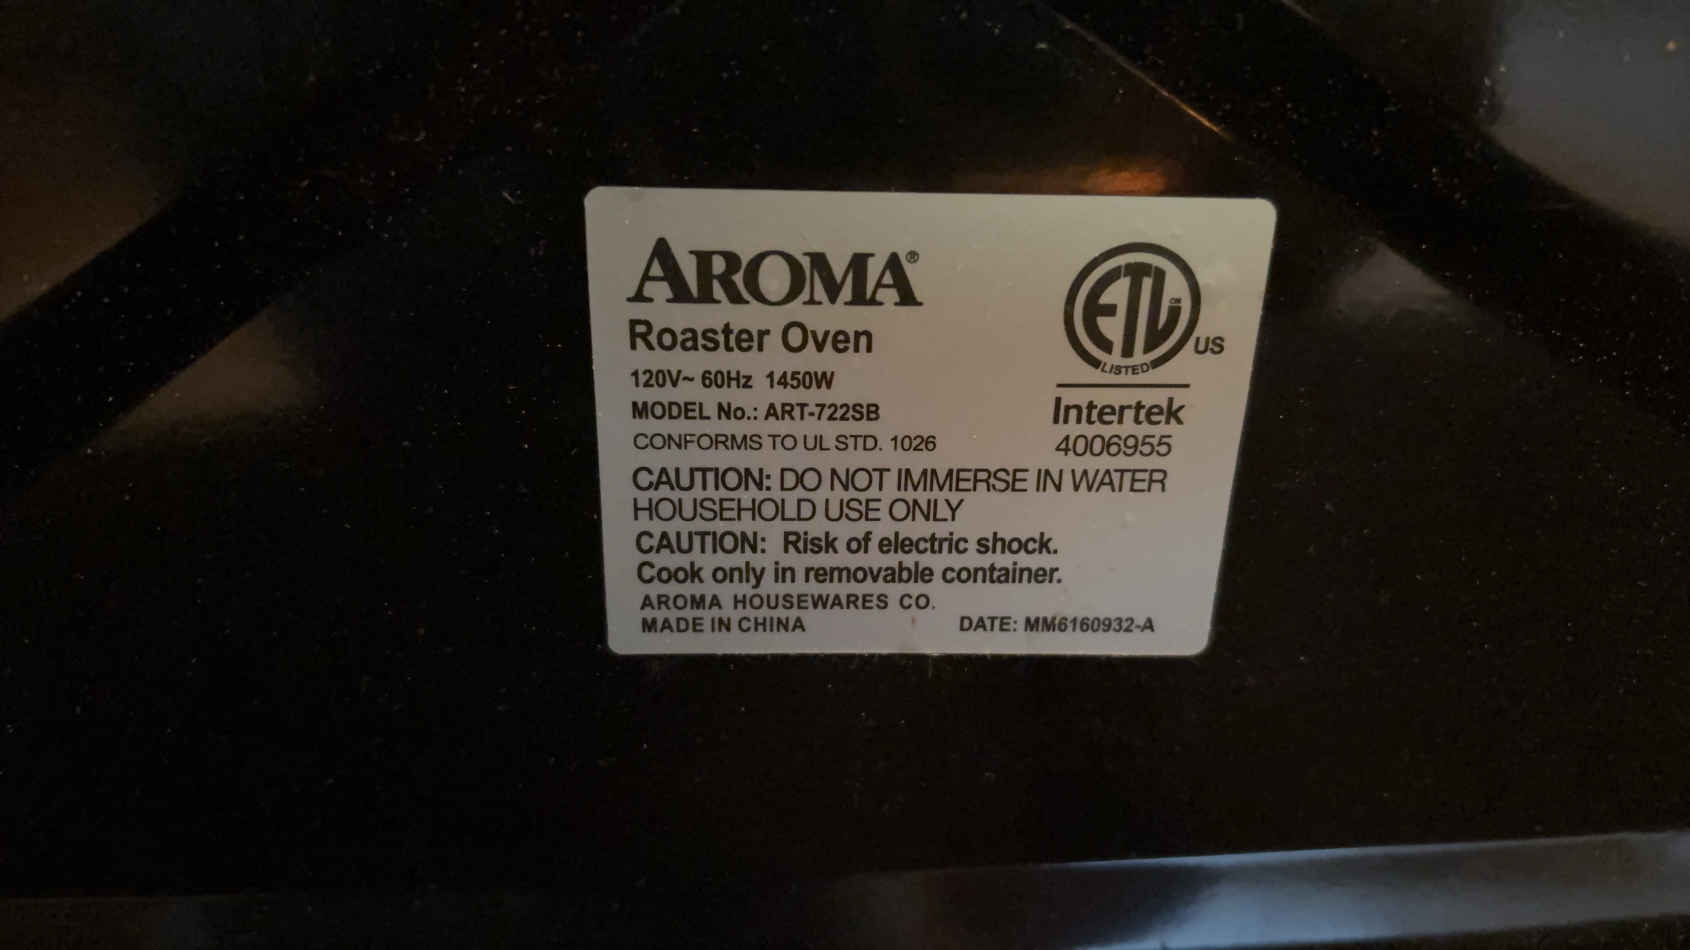 AROMA®
Roaster Oven
120V~ 60Hz 1450W
MODEL No.: ART-722SB
CONFORMS TO UL STD. 1026
ETL CM
LISTED
US
Intertek
4006955
CAUTION: DO NOT IMMERSE IN WATER
HOUSEHOLD USE ONLY
CAUTION: Risk of electric shock.
Cook only in removable container.
AROMA HOUSEWARES CO.
MADE IN CHINA
DATE: MM6160932-A